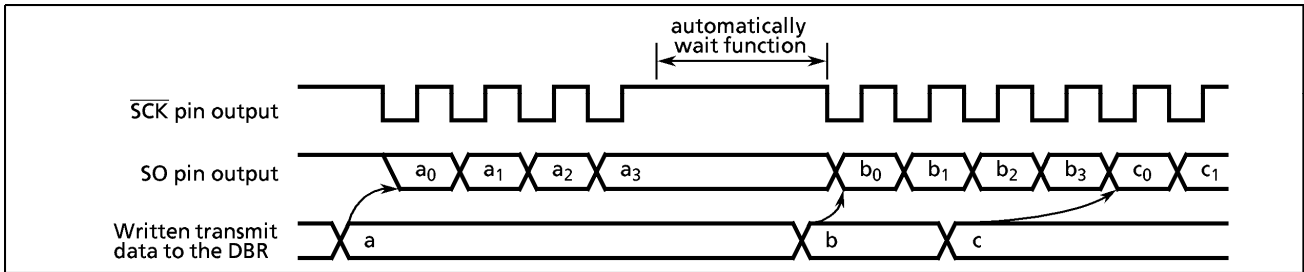 automatically
wait function
SCK pin output
SO pin output
a0 a1 a2 a3 b0 b1 b2 b3 c0 c1
Written transmit
data to the DBR
a b c